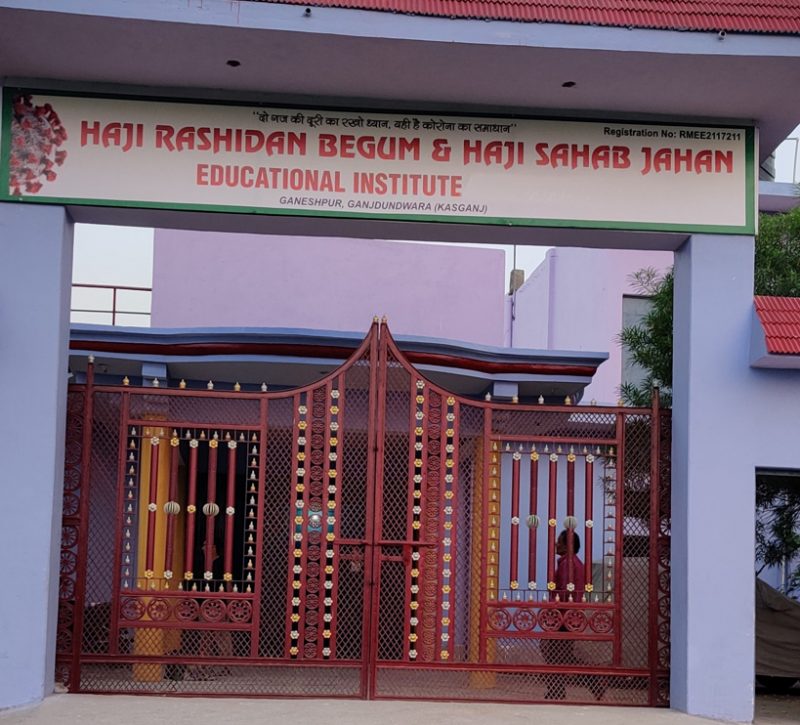 "दो गज की दूरी का रखो ध्यान, यही है कोरोना का समाधान"
Registration No: RMEE2117211
HAJI RASHIDAN BEGUM & HAJI SAHAB JAHAN
EDUCATIONAL INSTITUTE
GANESHPUR, GANJDUNDWARA (KASGANJ)